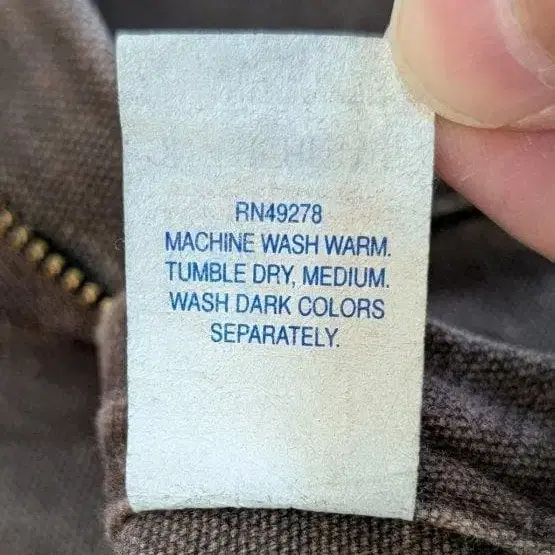 RN49278
MACHINE WASH WARM.
TUMBLE DRY, MEDIUM.
WASH DARK COLORS
SEPARATELY.